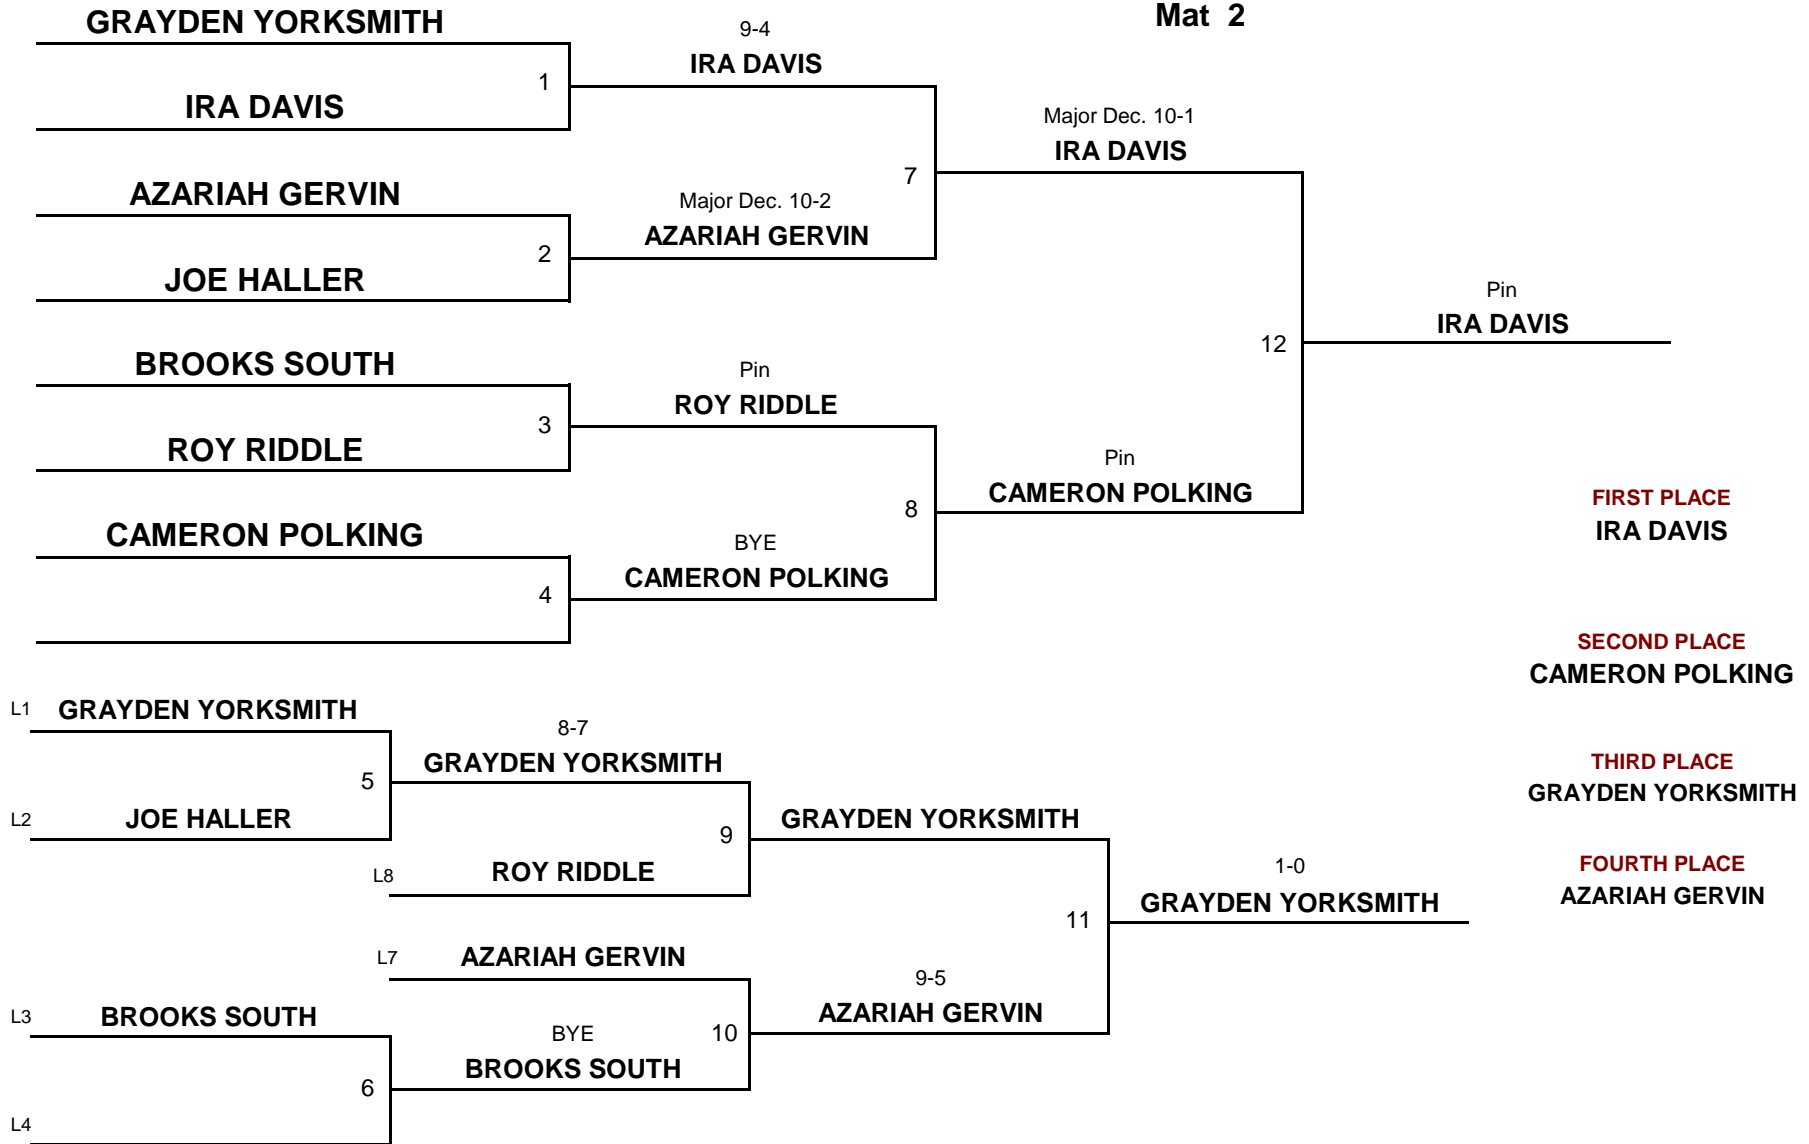 Mat 2
GRAYDEN YORKSMITH
9-4
IRA DAVIS
1
IRA DAVIS
Major Dec. 10-1
IRA DAVIS
AZARIAH GERVIN
7
Major Dec. 10-2
AZARIAH GERVIN
2
JOE HALLER
Pin
IRA DAVIS
12
BROOKS SOUTH
Pin
ROY RIDDLE
3
ROY RIDDLE
Pin
CAMERON POLKING
8
CAMERON POLKING
BYE
CAMERON POLKING
4
FIRST PLACE
IRA DAVIS
SECOND PLACE
CAMERON POLKING
THIRD PLACE
GRAYDEN YORKSMITH
FOURTH PLACE
AZARIAH GERVIN
L1 GRAYDEN YORKSMITH
8-7
GRAYDEN YORKSMITH
5
L2 JOE HALLER
GRAYDEN YORKSMITH
9
L8 ROY RIDDLE
1-0
GRAYDEN YORKSMITH
11
L7 AZARIAH GERVIN
9-5
AZARIAH GERVIN
L3 BROOKS SOUTH
BYE
10
BROOKS SOUTH
6
L4